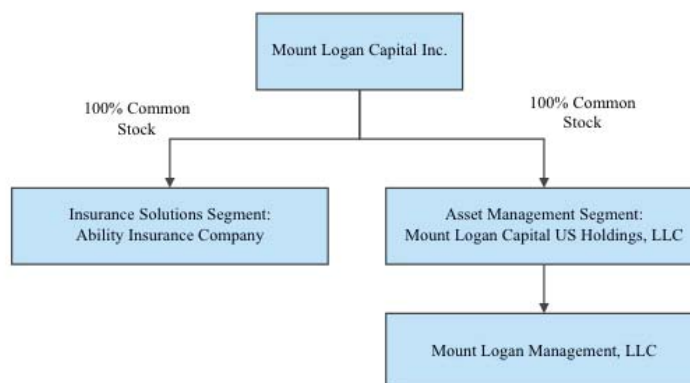 Mount Logan Capital Inc.
100% Common
Stock
100% Common
Stock
Insurance Solutions Segment:
Ability Insurance Company
Asset Management Segment:
Mount Logan Capital US Holdings, LLC
Mount Logan Management, LLC